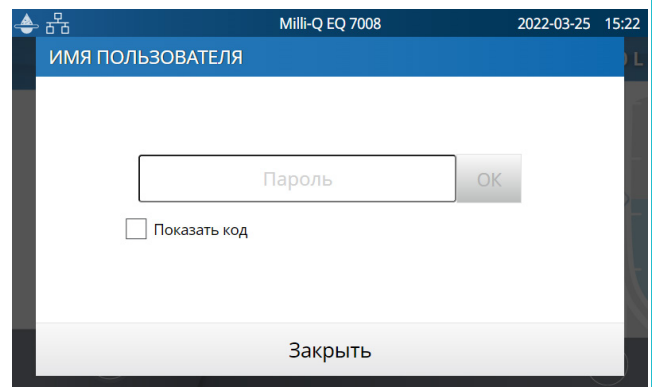 Milli-Q EQ 7008 2022-03-25 15:22
ИМЯ ПОЛЬЗОВАТЕЛЯ
Пароль OK
Показать код
Закрыть